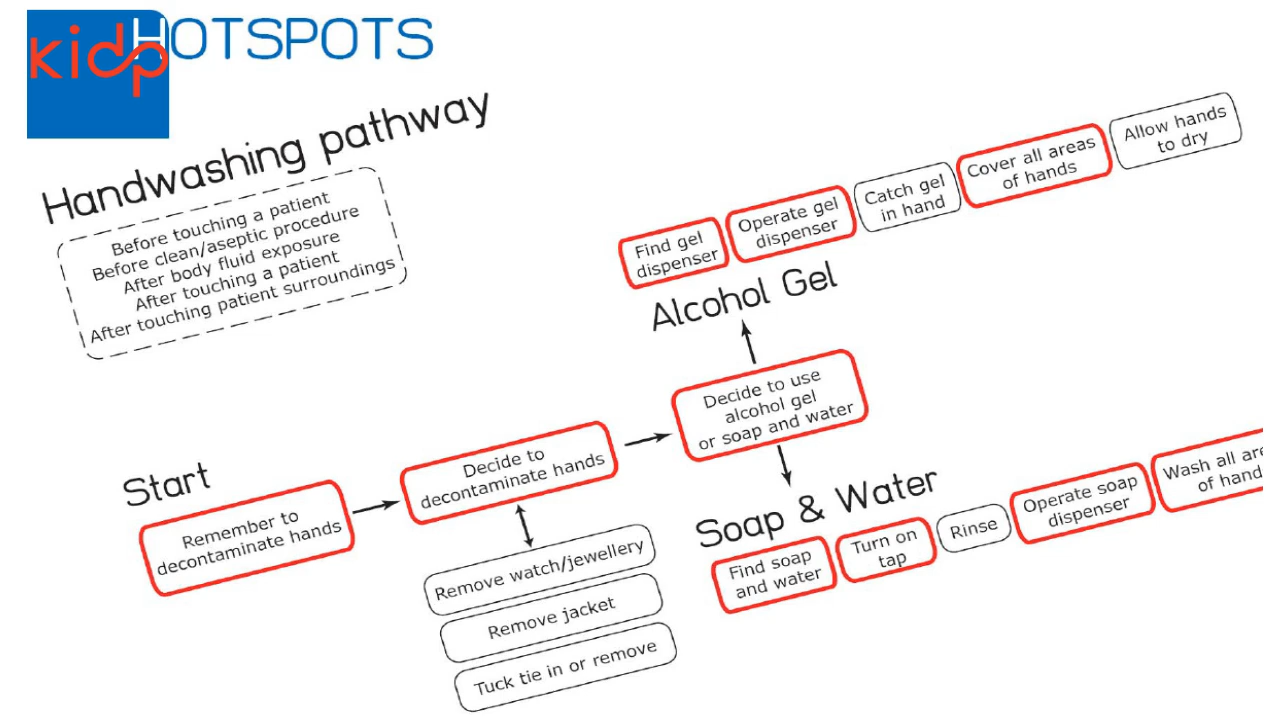 kidp
HOTSPOTS
Handwashing pathway
Before touching a patient
Before clean/aseptic procedure
After body fluid exposure
After touching a patient
After touching patient surroundings
Start
Remember to
decontaminate hands
Decide to
decontaminate hands
Remove watch/jewellery
Remove jacket
Tuck tie in or remove
Decide to use
alcohol gel
or soap and water
Alcohol Gel
Find gel
dispenser
Operate gel
dispenser
Catch gel
in hand
Cover all areas
of hands
Allow hands
to dry
Soap & Water
Find soap
and water
Turn on
tap
Rinse
Operate soap
dispenser
Wash all
of